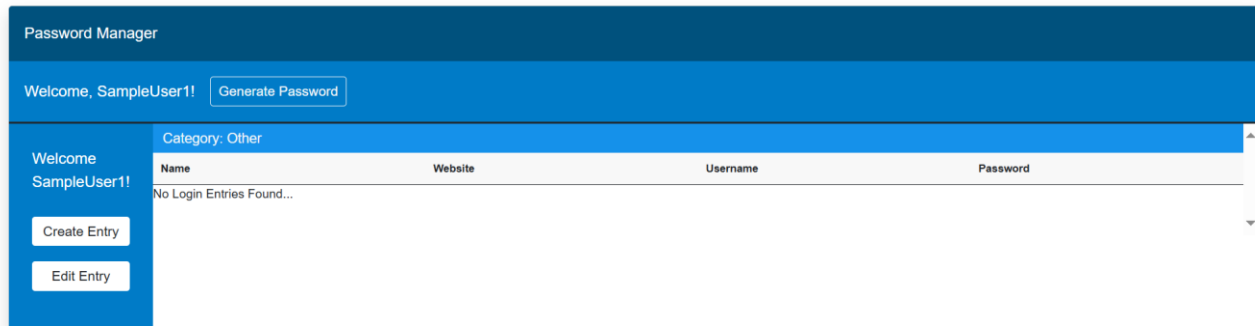 Password Manager
Welcome, SampleUser1! Generate Password
Welcome
SampleUser1!
Create Entry
Edit Entry
Category: Other
Name Website Username Password
No Login Entries Found...